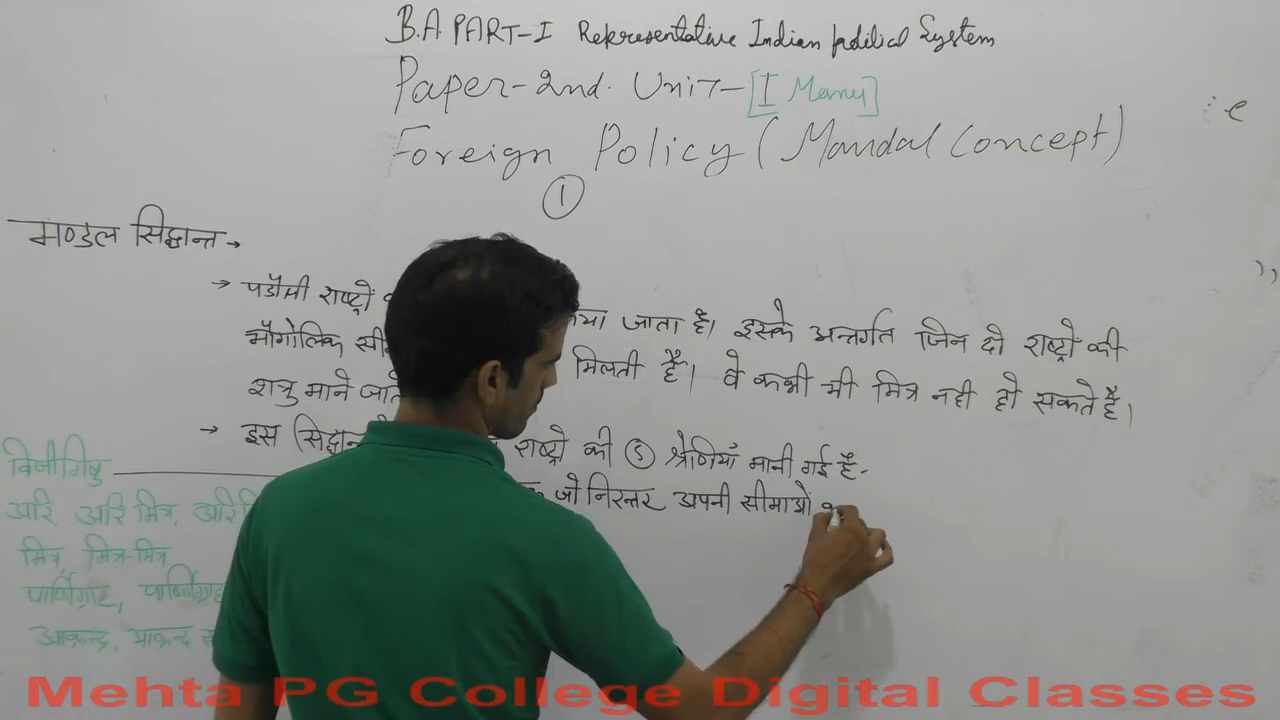 B.A PART-I Representative Indian Political System
Paper-2nd. Unit-[I Manu]
Foreign Policy (Mandal Concept)
1
मण्डल सिद्धान्त →
→ पडौसी राष्ट्रों जाता है। इसके अन्तर्गत जिन दो राष्ट्रो की
भौगोलिक मिलती हैं। वे कभी भी मित्र नही हो सकते है।
शत्रु माने
→ इस राष्ट्रो की 5 श्रेणियाँ मानी गई है-
जो निरन्तर अपनी सीमाओं
विजीगिषु
अरि, अरि मित्र,
मित्र, मित्र-मित्र
पार्ष्णिग्राह,
आक्रन्द, आक्रन्द
Mehta PG College Digital Classes